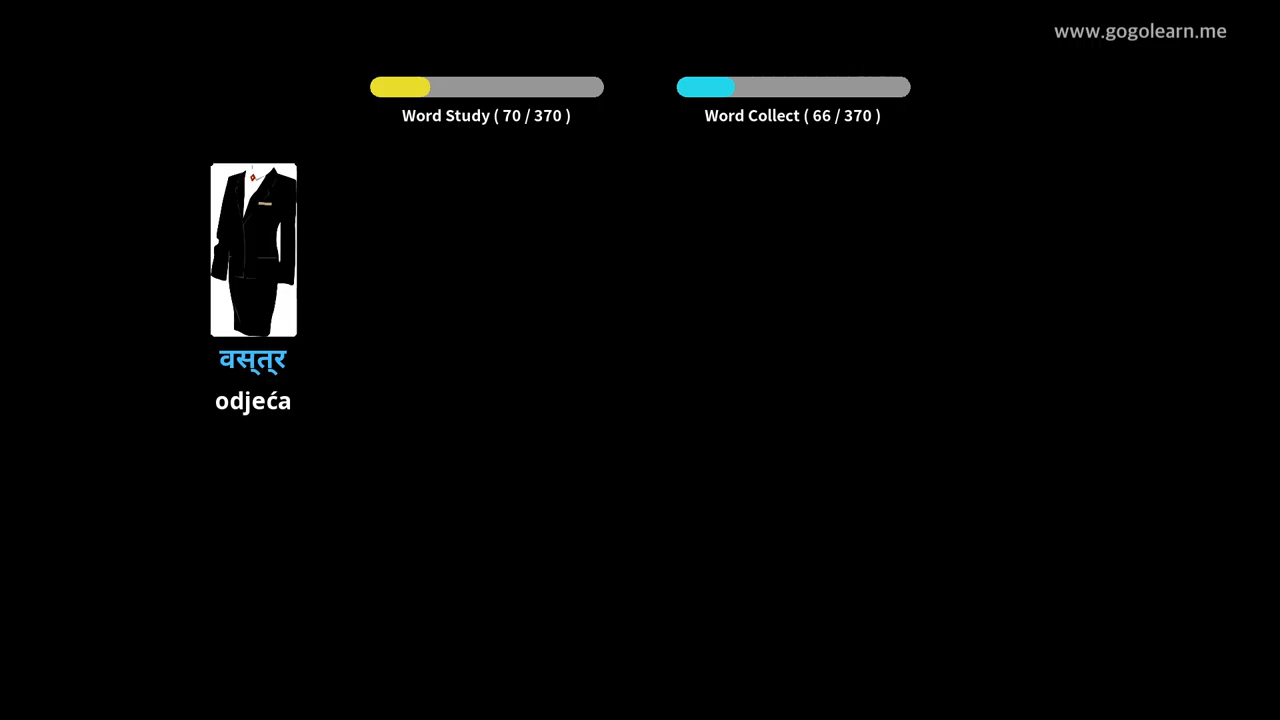 www.gogolearn.me
Word Study ( 70 / 370 )
Word Collect ( 66 / 370 )
वस्त्र
odjeća